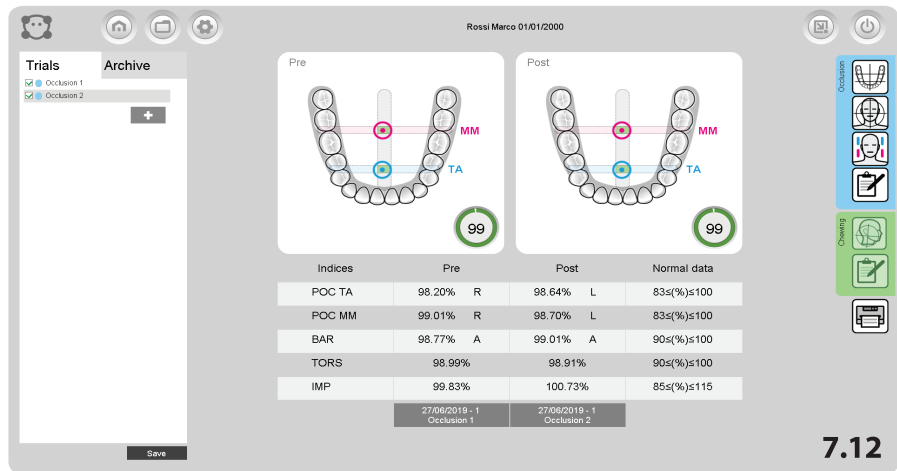 Rossi Marco 01/01/2000
Trials Archive
Occlusion 1
Occlusion 2
+
Save
Pre
MM
TA
99
Post
MM
TA
99
Indices Pre Post Normal data
POC TA 98.20% R 98.64% L 83≤(%)≤100
POC MM 99.01% R 98.70% L 83≤(%)≤100
BAR 98.77% A 99.01% A 90≤(%)≤100
TORS 98.99% 98.91% 90≤(%)≤100
IMP 99.83% 100.73% 85≤(%)≤115
27/06/2019 - 1
Occlusion 1
27/06/2019 - 1
Occlusion 2
Occlusion
Chewing
7.12